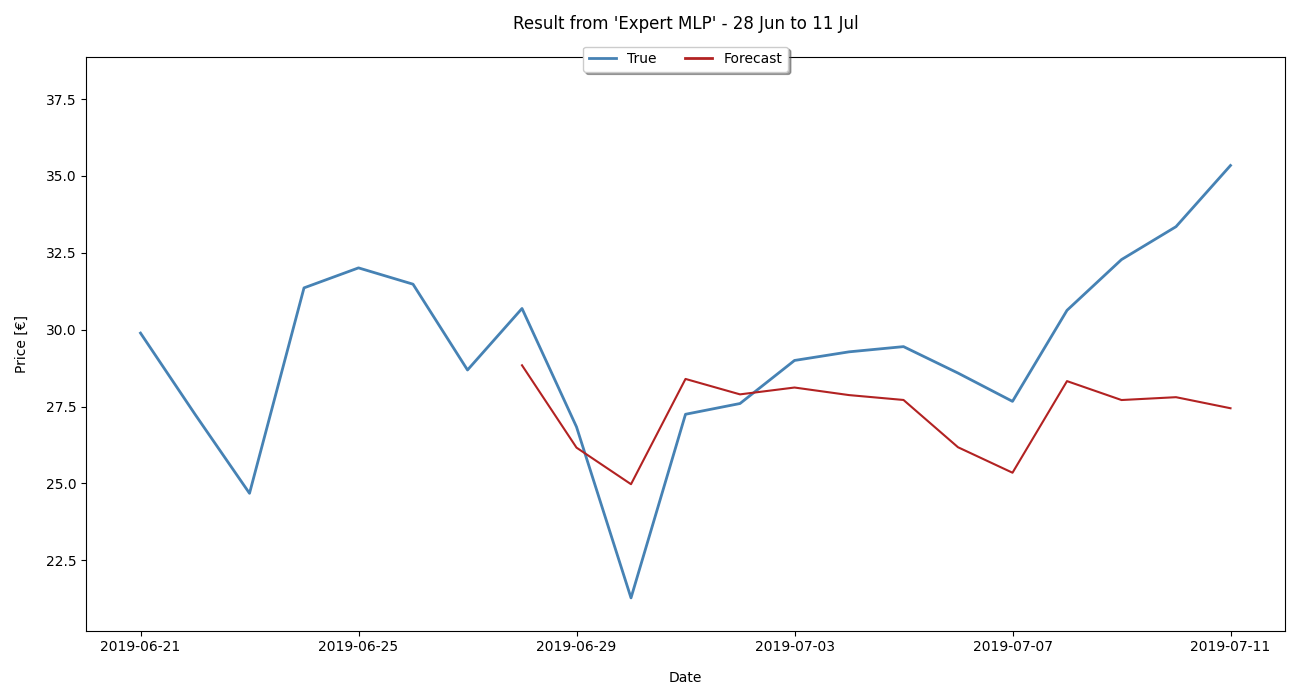 Result from 'Expert MLP' - 28 Jun to 11 Jul
True Forecast
37.5
35.0
32.5
30.0
27.5
25.0
22.5
Price [€]
2019-06-21 2019-06-25 2019-06-29 2019-07-03 2019-07-07 2019-07-11
Date